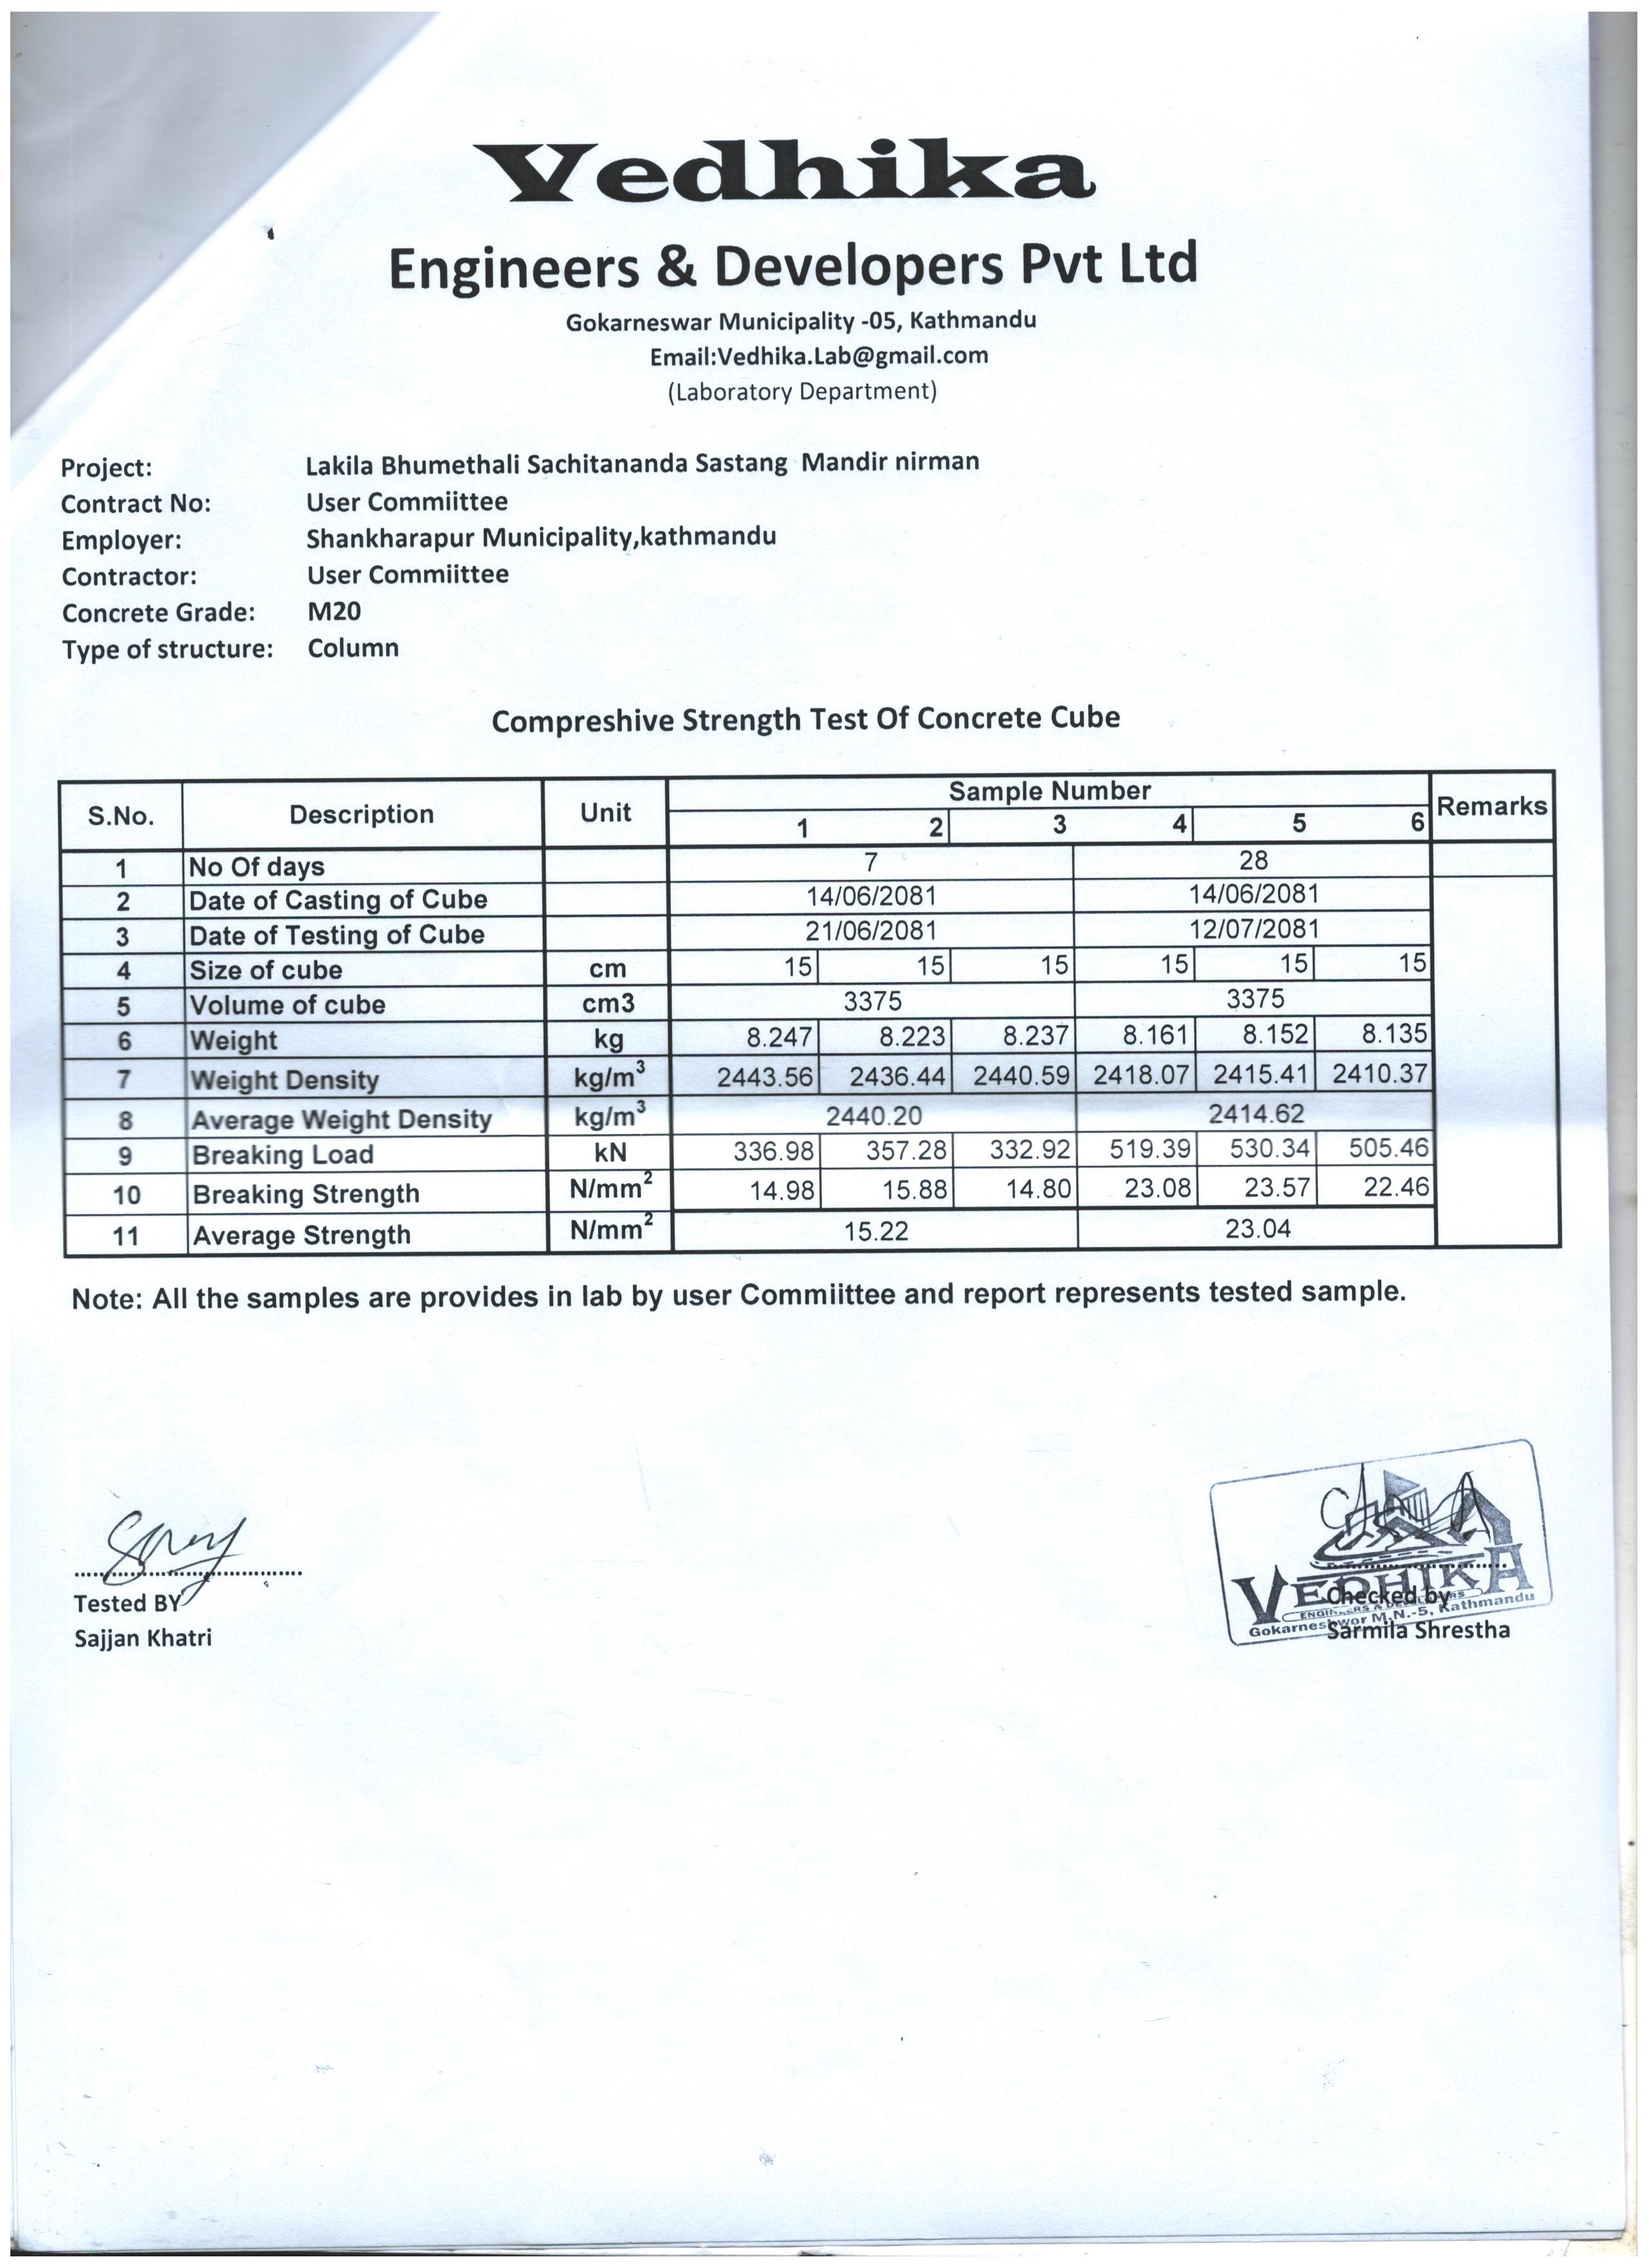 Vedhika
Engineers & Developers Pvt Ltd
Gokarneswar Municipality -05, Kathmandu
Email:Vedhika.Lab@gmail.com
(Laboratory Department)
Project: Lakila Bhumethali Sachitananda Sastang Mandir nirman
Contract No: User Commiittee
Employer: Shankharapur Municipality,kathmandu
Contractor: User Commiittee
Concrete Grade: M20
Type of structure: Column
Compreshive Strength Test Of Concrete Cube
S.No. Description Unit Sample Number Remarks
1 2 3 4 5 6
1 No Of days 7 28
2 Date of Casting of Cube 14/06/2081 14/06/2081
3 Date of Testing of Cube 21/06/2081 12/07/2081
4 Size of cube cm 15 15 15 15 15 15
5 Volume of cube cm3 3375 3375
6 Weight kg 8.247 8.223 8.237 8.161 8.152 8.135
7 Weight Density kg/m³ 2443.56 2436.44 2440.59 2418.07 2415.41 2410.37
8 Average Weight Density kg/m³ 2440.20 2414.62
9 Breaking Load kN 336.98 357.28 332.92 519.39 530.34 505.46
10 Breaking Strength N/mm² 14.98 15.88 14.80 23.08 23.57 22.46
11 Average Strength N/mm² 15.22 23.04
Note: All the samples are provides in lab by user Commiittee and report represents tested sample.
Tested BY
Sajjan Khatri
VEDHIKA
Checked by
ENGINEERS & DEVELOPERS
Gokarneshwor M.N.-5, Kathmandu
Sarmila Shrestha